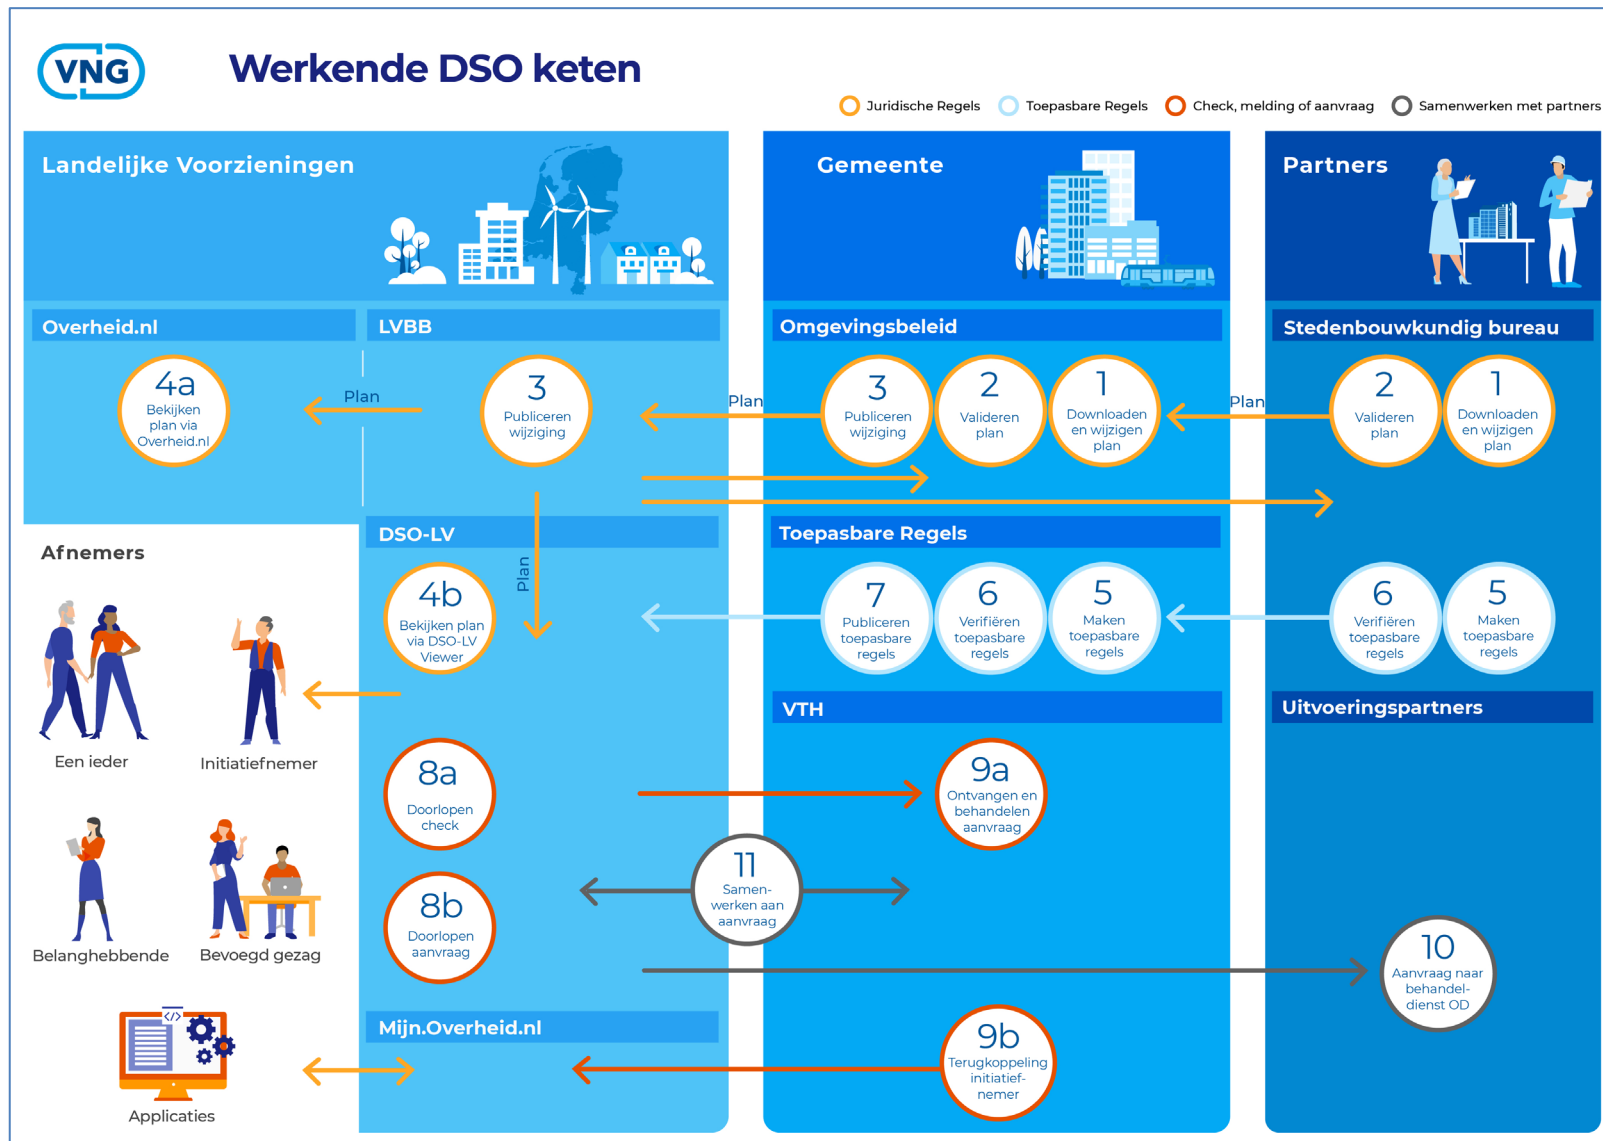 VNG
Werkende DSO keten
Juridische Regels
Toepasbare Regels
Check, melding of aanvraag
Samenwerken met partners
Landelijke Voorzieningen
Gemeente
Partners
Overheid.nl
LVBB
Omgevingsbeleid
Stedenbouwkundig bureau
4a
Bekijken
plan via
Overheid.nl
Plan
3
Publiceren
wijziging
Plan
3
Publiceren
wijziging
2
Valideren
plan
1
Downloaden
en wijzigen
plan
Plan
2
Valideren
plan
1
Downloaden
en wijzigen
plan
Afnemers
DSO-LV
Toepasbare Regels
Plan
4b
Bekijken plan
via DSO-LV
Viewer
7
Publiceren
toepasbare
regels
6
Verifiëren
toepasbare
regels
5
Maken
toepasbare
regels
6
Verifiëren
toepasbare
regels
5
Maken
toepasbare
regels
VTH
Uitvoeringspartners
Een ieder
Initiatiefnemer
8a
Doorlopen
check
9a
Ontvangen en
behandelen
aanvraag
11
Samen-
werken aan
aanvraag
8b
Doorlopen
aanvraag
Belanghebbende
Bevoegd gezag
10
Aanvraag naar
behandel-
dienst OD
Mijn.Overheid.nl
9b
Terugkoppeling
initiatief-
nemer
</>
Applicaties